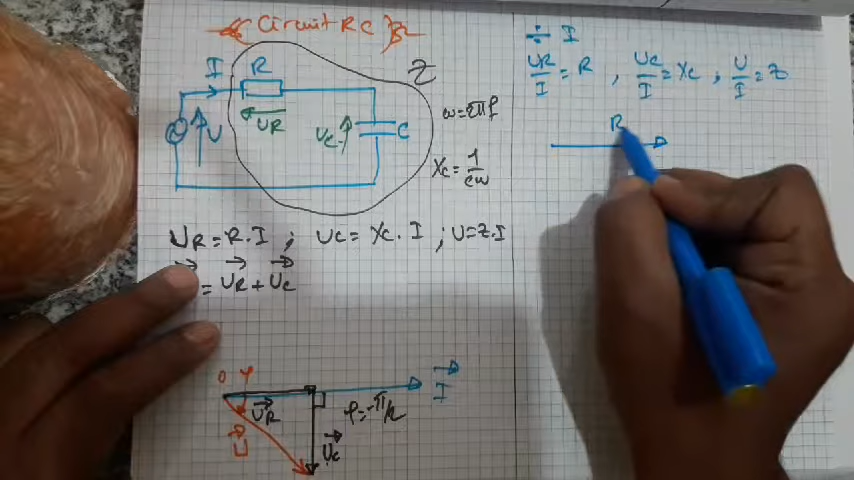 Circuit RC
I R Z
U UR UC C
ω=2πf
XC=1/Cω
UR=R.I ; UC=XC.I ; U=Z.I
= UR+UC
O φ
UR φ=-π/2 I
U UC
÷ I
UR/I=R , UC/I=XC ; U/I=Z
R